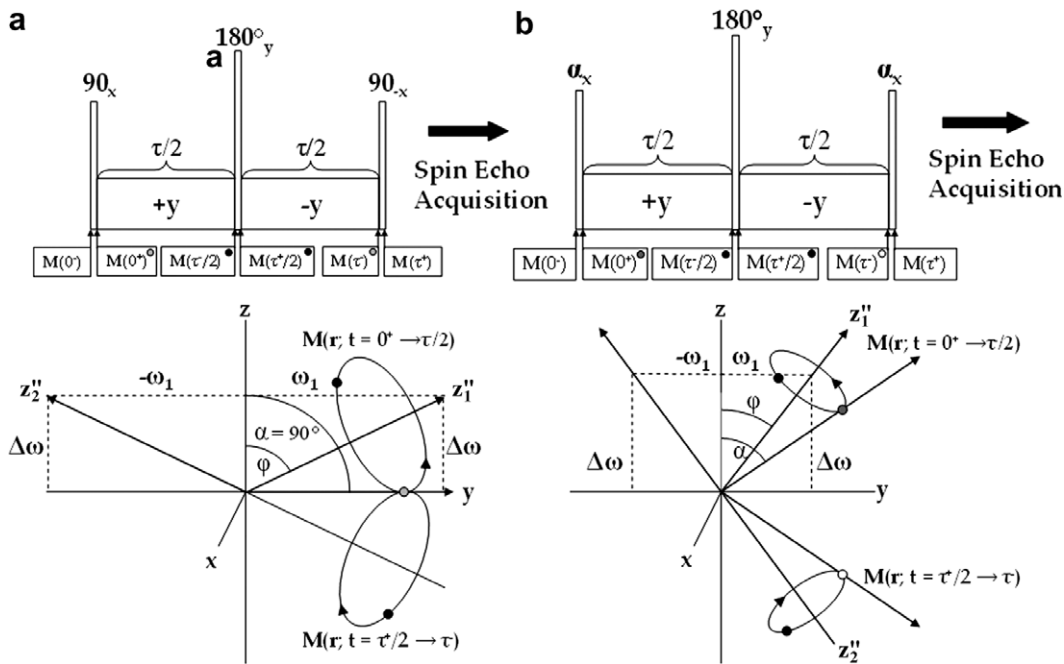 a
180°y
a
90x
90-x
τ/2
τ/2
Spin Echo
Acquisition
+y
-y
M(0⁻)
M(0⁺)
M(τ⁻/2)
M(τ⁺/2)
M(τ⁻)
M(τ⁺)
z
M(r; t = 0⁺ →τ/2)
-ω₁
ω₁
z₂''
z₁''
α = 90°
Δω
φ
Δω
y
x
M(r; t = τ⁺/2 → τ)
b
180°y
αx
αx
τ/2
τ/2
Spin Echo
Acquisition
+y
-y
M(0⁻)
M(0⁺)
M(τ⁻/2)
M(τ⁺/2)
M(τ⁻)
M(τ⁺)
z
z₁''
M(r; t = 0⁺ →τ/2)
-ω₁
ω₁
φ
α
Δω
Δω
y
x
M(r; t = τ⁺/2 → τ)
z₂''